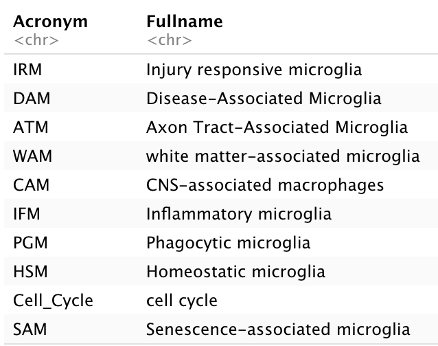 Acronym Fullname
<chr> <chr>
IRM Injury responsive microglia
DAM Disease-Associated Microglia
ATM Axon Tract-Associated Microglia
WAM white matter-associated microglia
CAM CNS-associated macrophages
IFM Inflammatory microglia
PGM Phagocytic microglia
HSM Homeostatic microglia
Cell_Cycle cell cycle
SAM Senescence-associated microglia